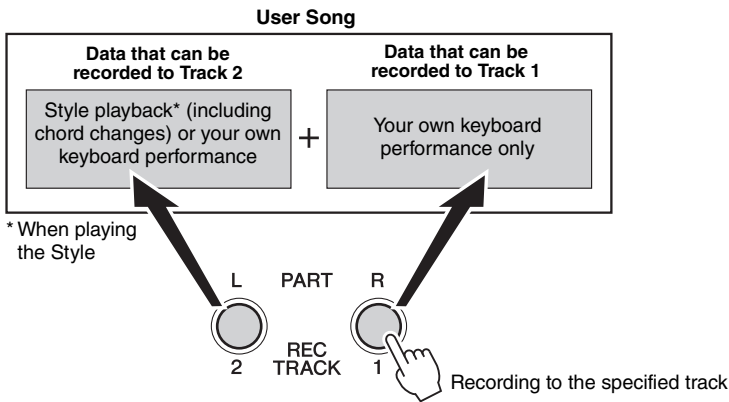 User Song
Data that can be
recorded to Track 2
Data that can be
recorded to Track 1
Style playback* (including
chord changes) or your own
keyboard performance
+
Your own keyboard
performance only
* When playing
the Style
L PART R
REC
2 TRACK 1
Recording to the specified track